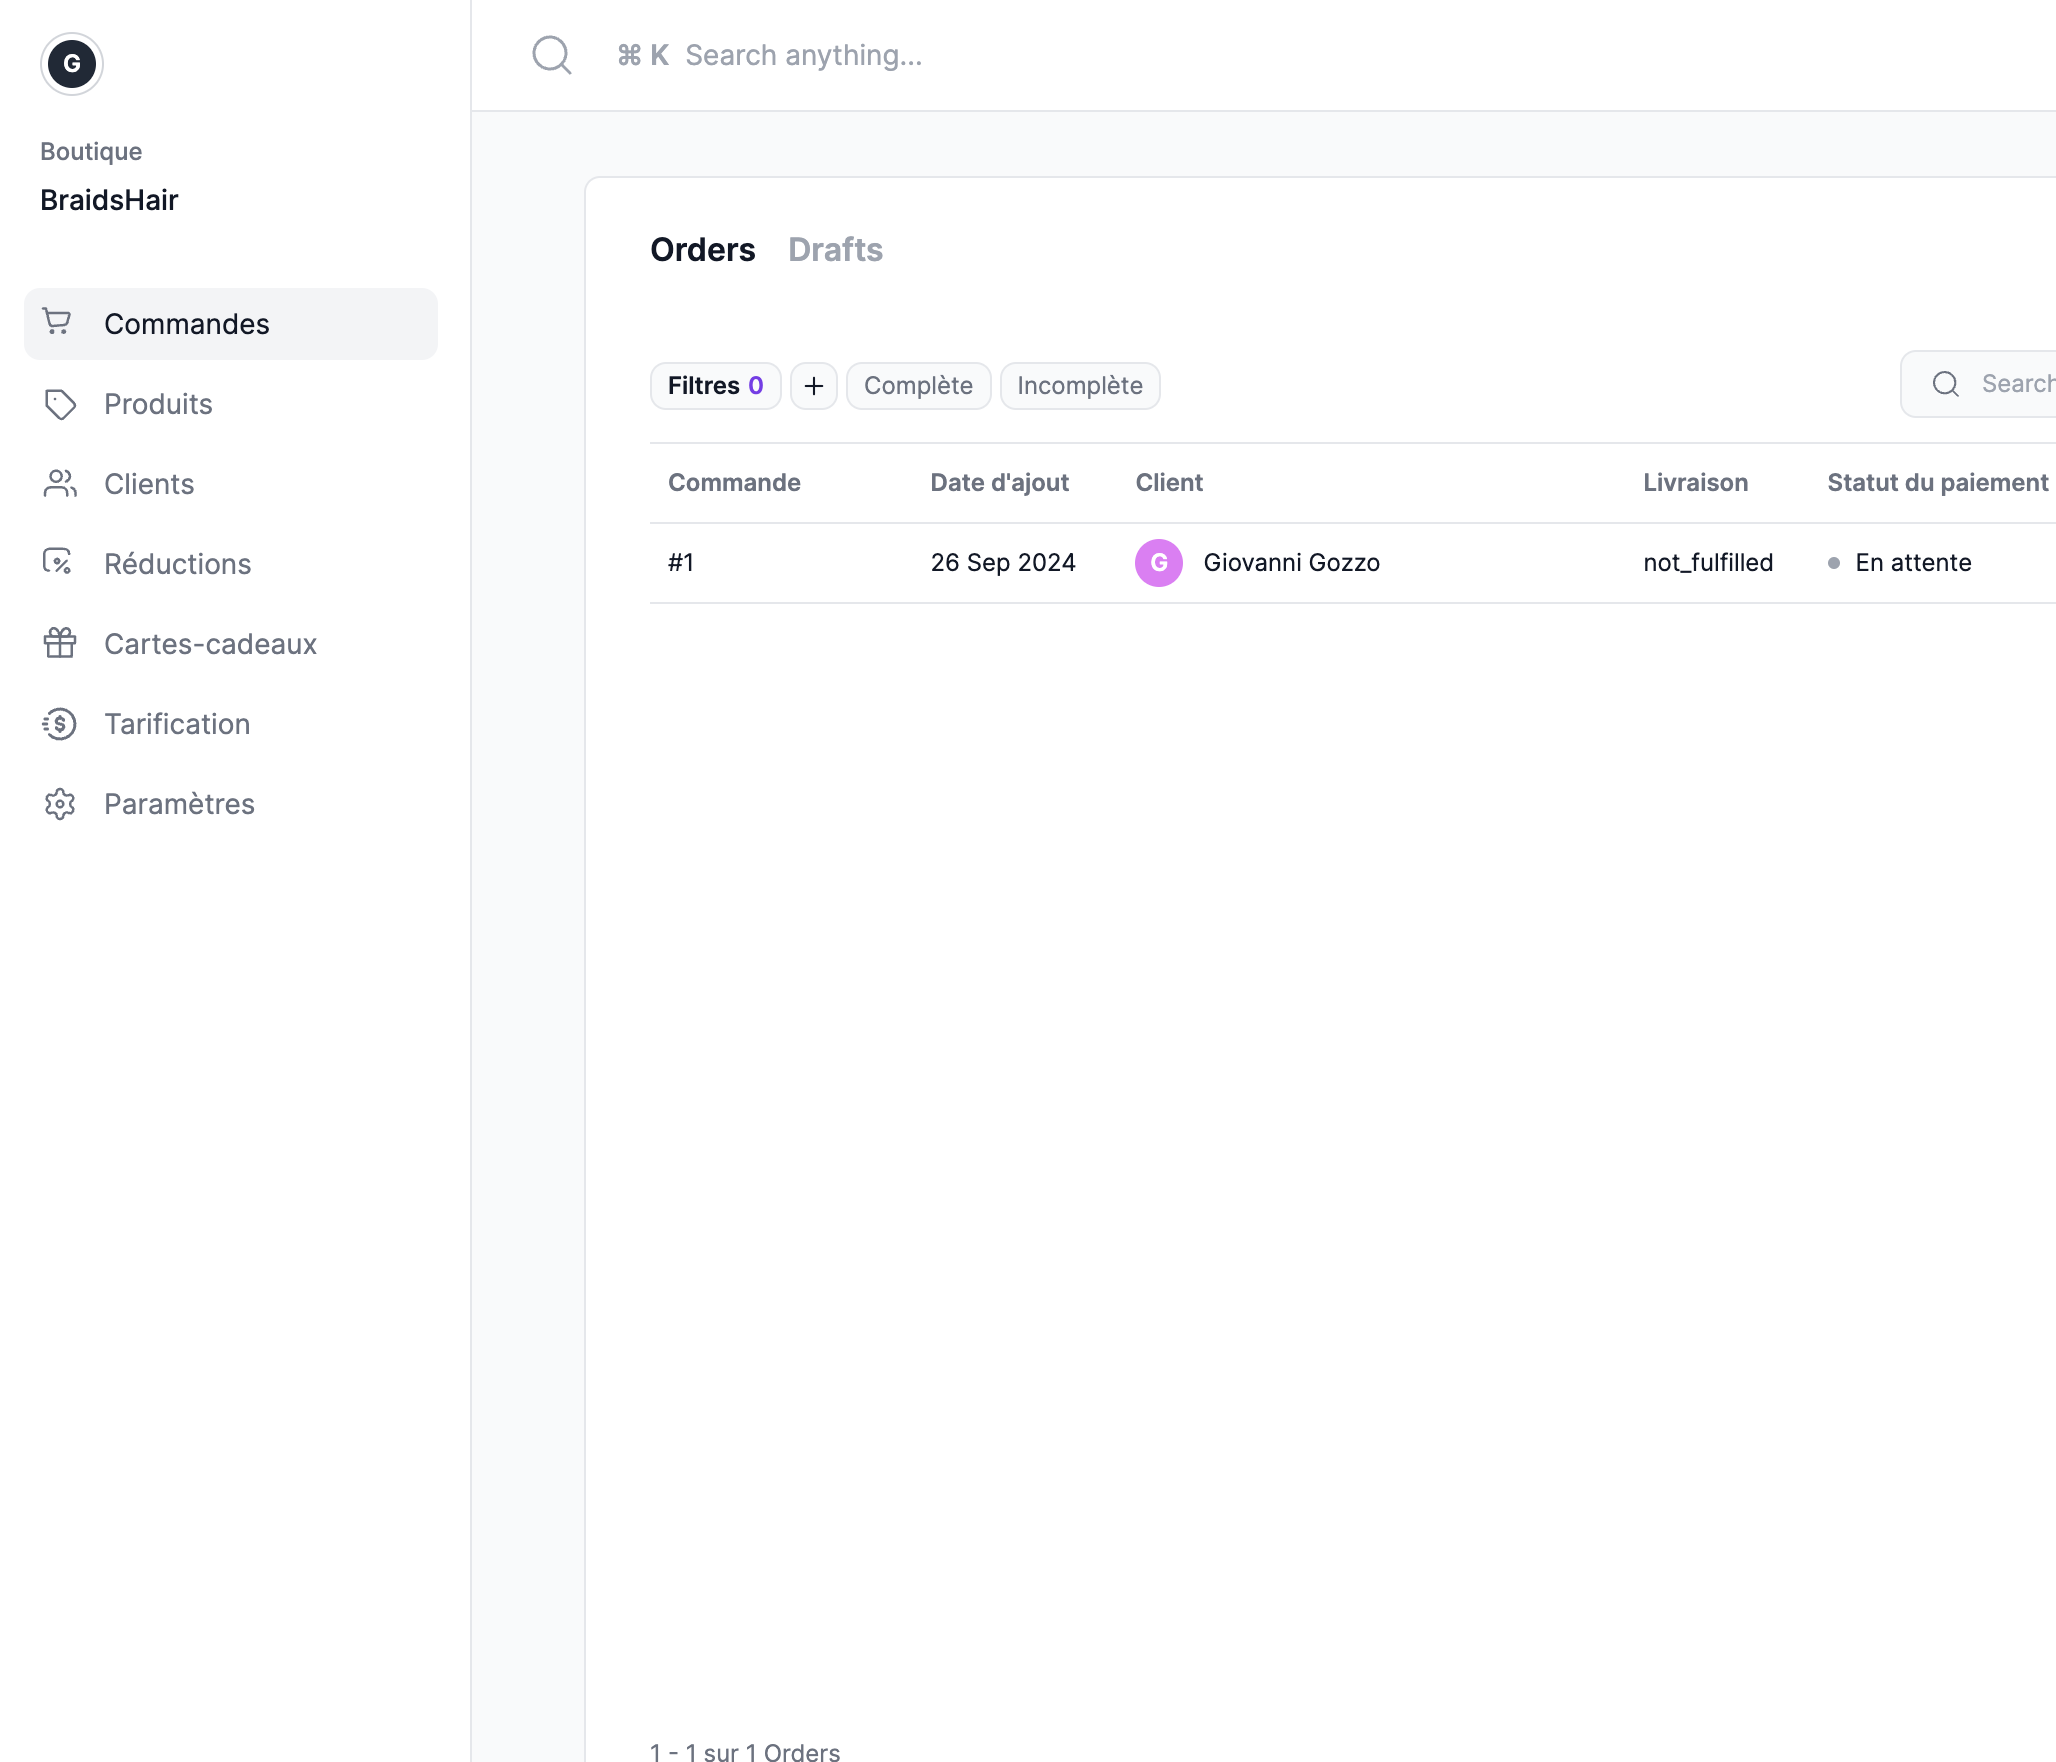 G
Boutique
BraidsHair
Commandes
Produits
Clients
Réductions
Cartes-cadeaux
Tarification
Paramètres
⌘ K Search anything...
Orders Drafts
Filtres 0 + Complète Incomplète Search
Commande Date d'ajout Client Livraison Statut du paiement
#1 26 Sep 2024 G Giovanni Gozzo not_fulfilled En attente
1 - 1 sur 1 Orders